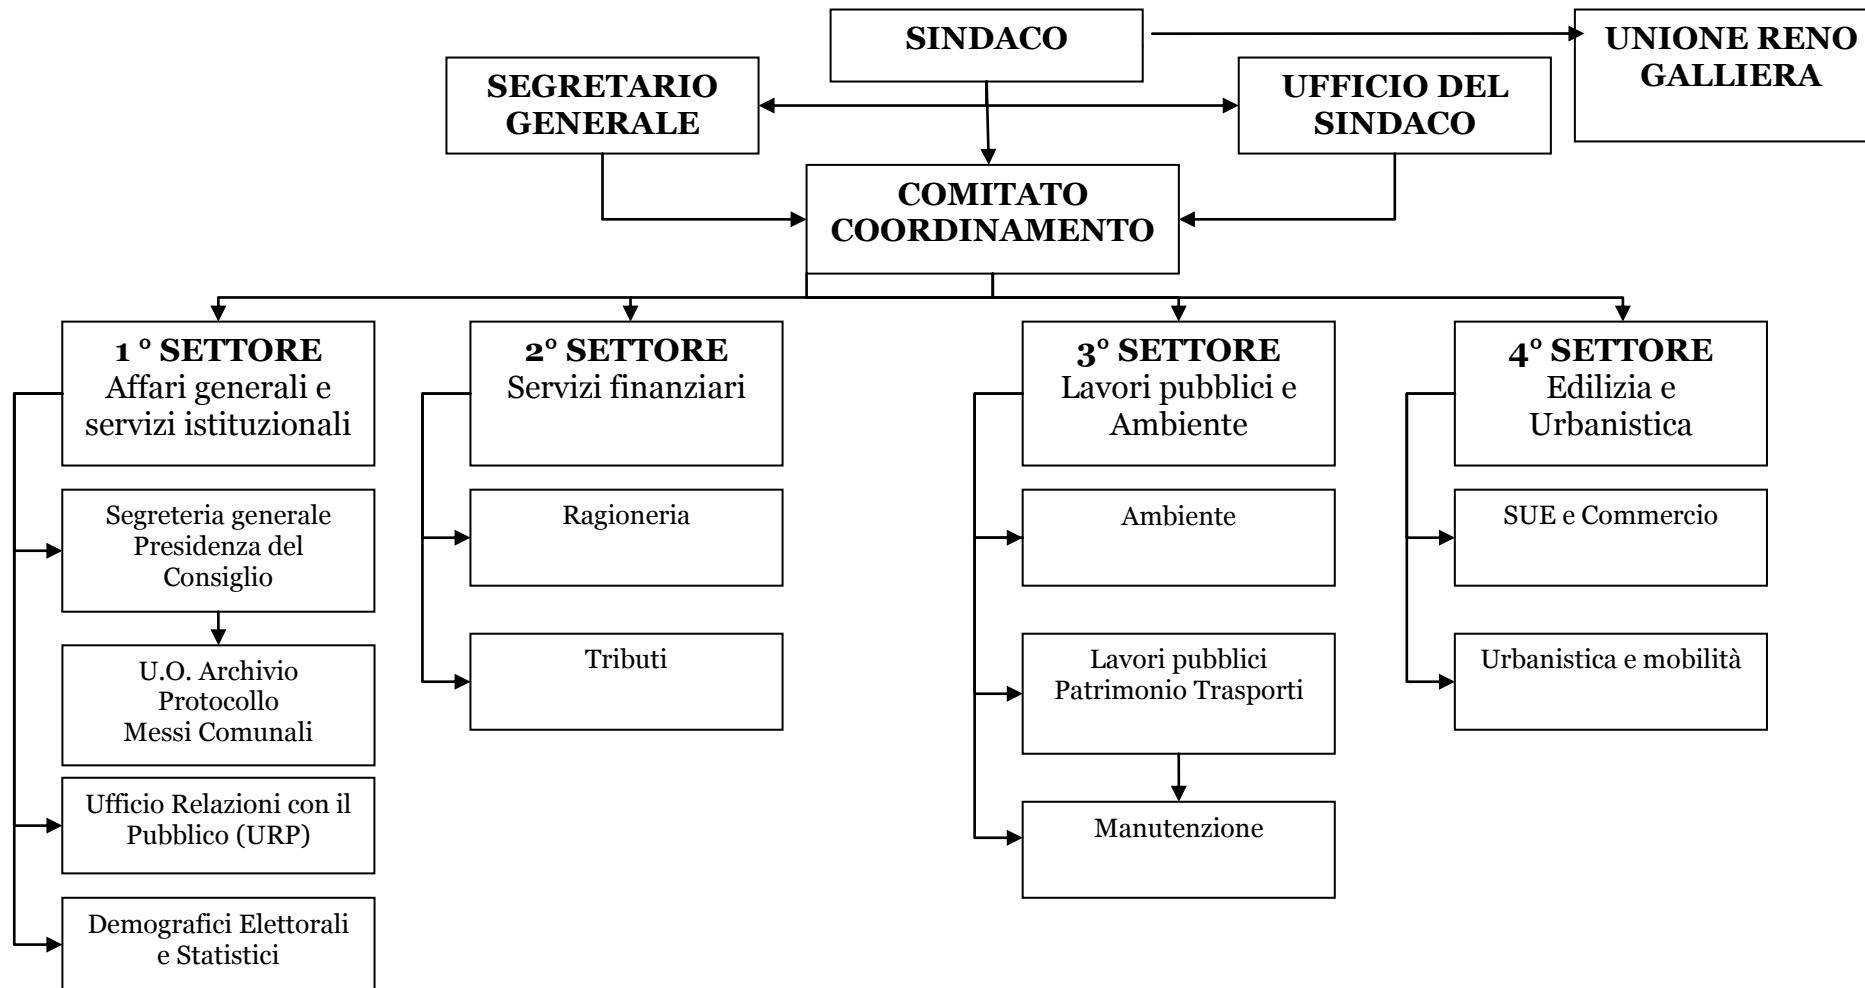 SINDACO
UNIONE RENO
GALLIERA
SEGRETARIO
GENERALE
UFFICIO DEL
SINDACO
COMITATO
COORDINAMENTO
1 ° SETTORE
Affari generali e
servizi istituzionali
2° SETTORE
Servizi finanziari
3° SETTORE
Lavori pubblici e
Ambiente
4° SETTORE
Edilizia e
Urbanistica
Segreteria generale
Presidenza del
Consiglio
Ragioneria
Ambiente
SUE e Commercio
U.O. Archivio
Protocollo
Messi Comunali
Tributi
Lavori pubblici
Patrimonio Trasporti
Urbanistica e mobilità
Ufficio Relazioni con il
Pubblico (URP)
Manutenzione
Demografici Elettorali
e Statistici